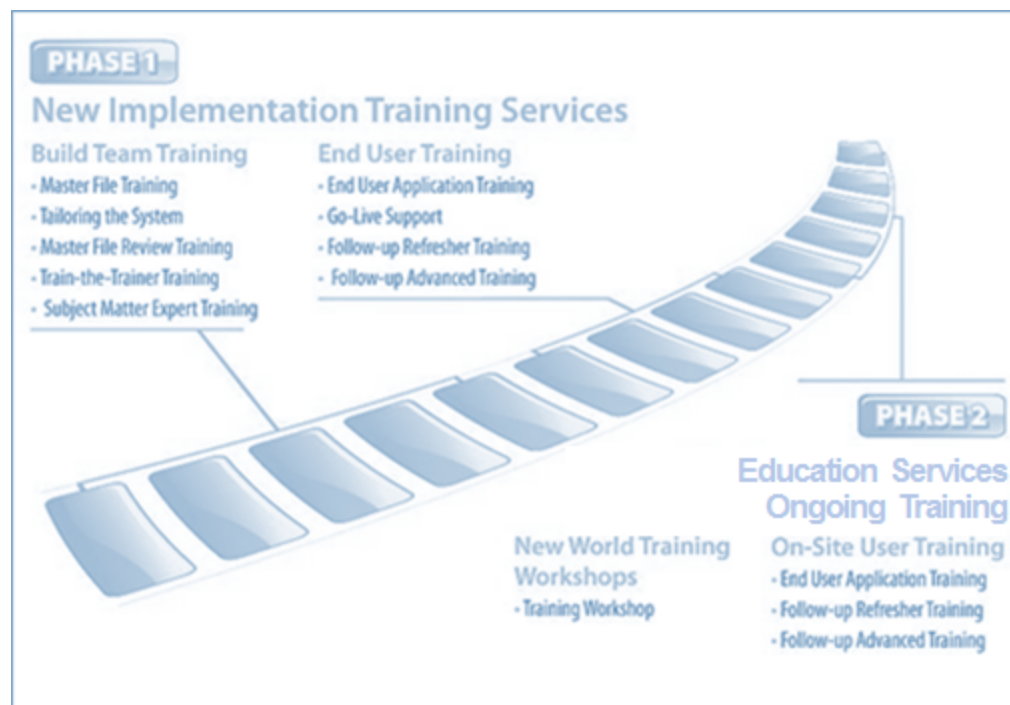 PHASE 1
New Implementation Training Services
Build Team Training
- Master File Training
- Tailoring the System
- Master File Review Training
- Train-the-Trainer Training
- Subject Matter Expert Training
End User Training
- End User Application Training
- Go-Live Support
- Follow-up Refresher Training
- Follow-up Advanced Training
PHASE 2
Education Services
Ongoing Training
New World Training
Workshops
- Training Workshop
On-Site User Training
- End User Application Training
- Follow-up Refresher Training
- Follow-up Advanced Training